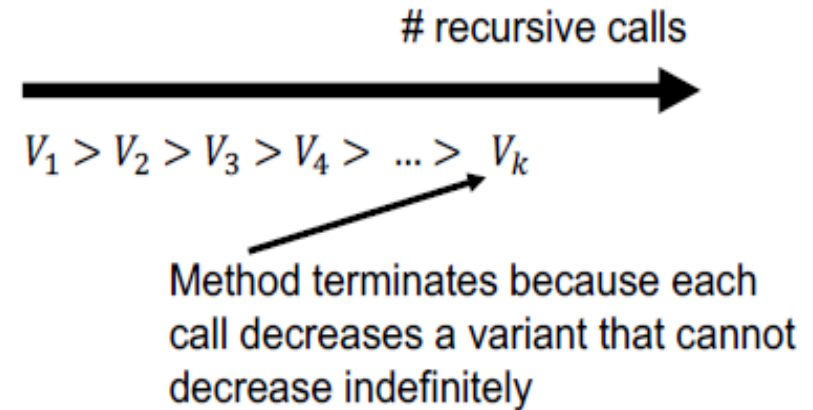 # recursive calls
V₁ > V₂ > V₃ > V₄ > ... > Vₖ
Method terminates because each
call decreases a variant that cannot
decrease indefinitely